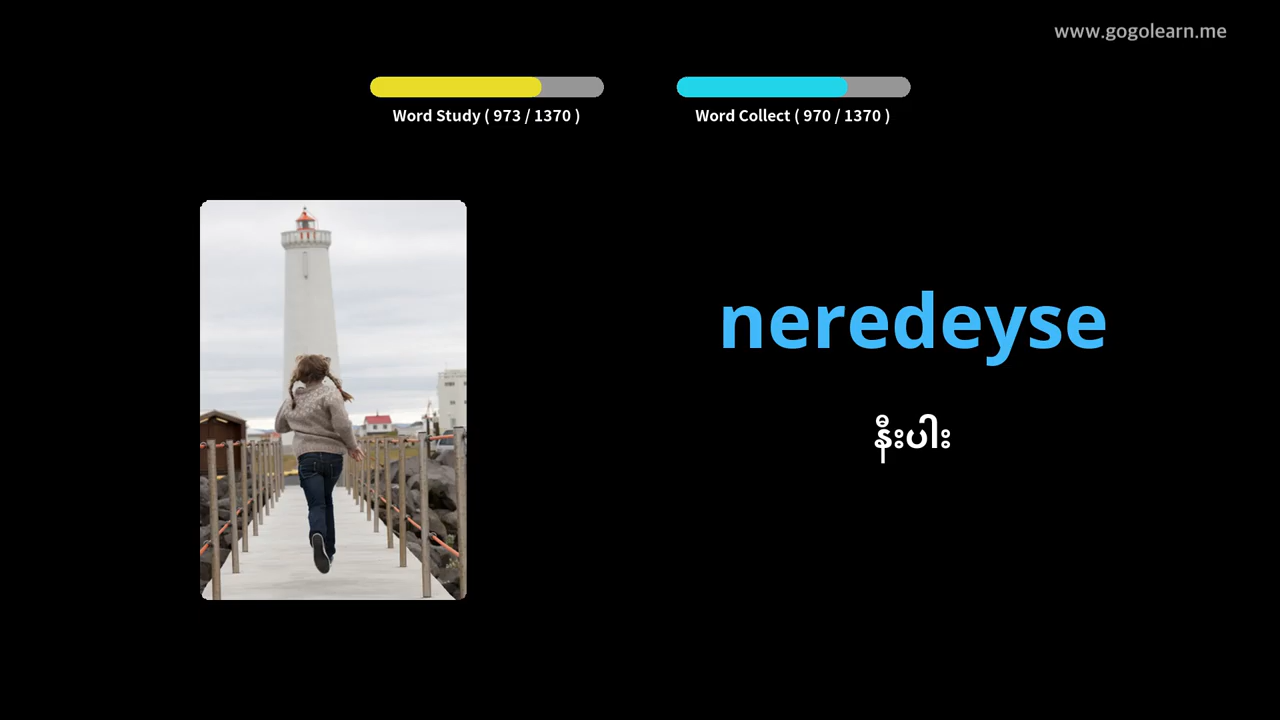 www.gogolearn.me
Word Study ( 973 / 1370 )
Word Collect ( 970 / 1370 )
neredeyse
နီးပါး